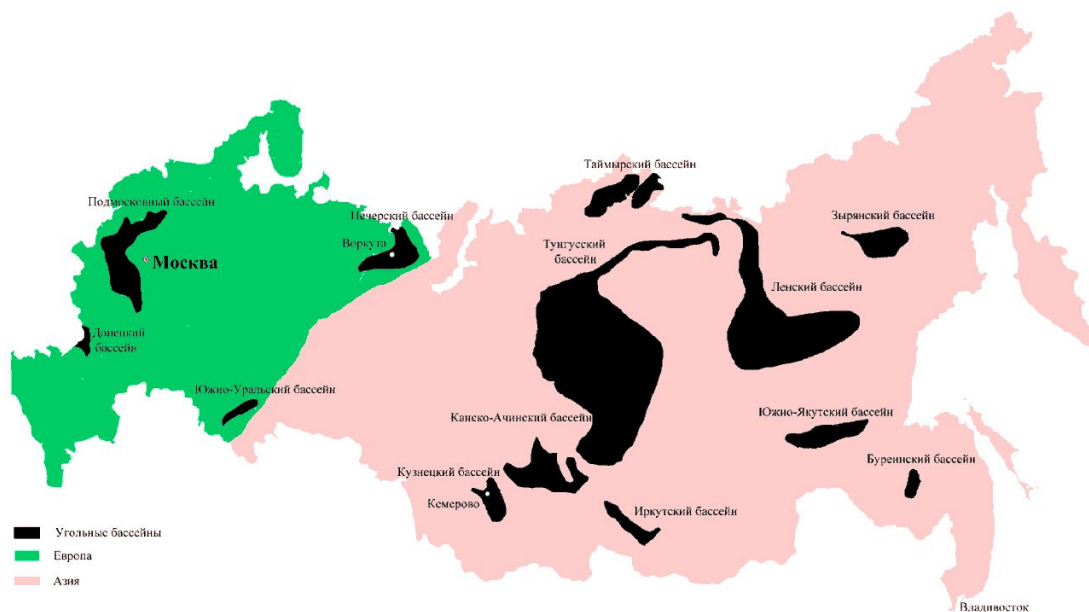 Таймырский бассейн
Подмосковный бассейн
Печерский бассейн
Зырянский бассейн
Воркута
Тунгусский
бассейн
Москва
Ленский бассейн
Донецкий
бассейн
Южно-Уральский бассейн
Канско-Ачинский бассейн
Южно-Якутский бассейн
Кузнецкий бассейн
Буреинский бассейн
Кемерово
Иркутский бассейн
Угольные бассейны
Европа
Азия
Владивосток